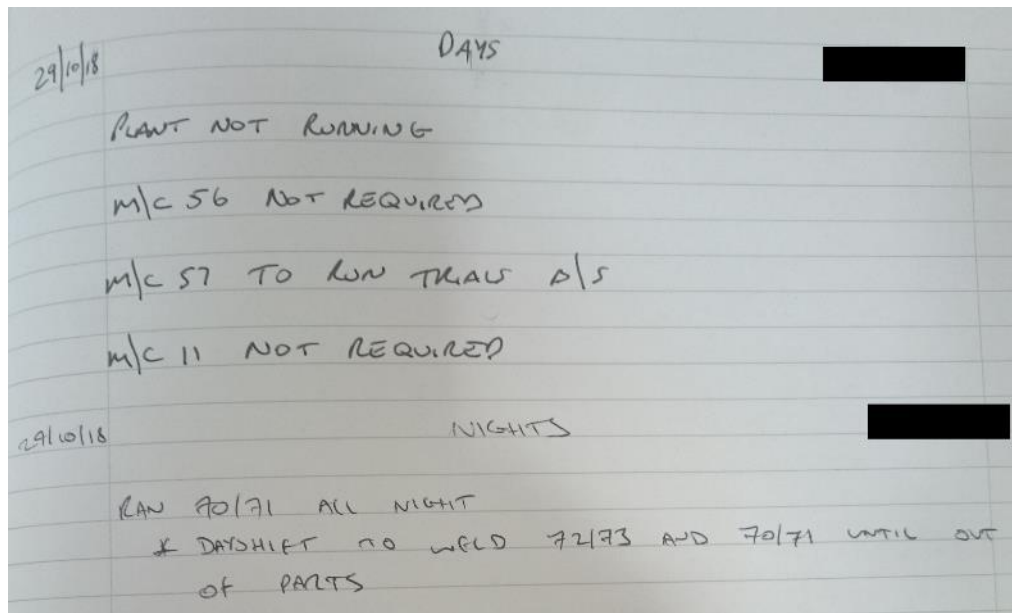 DAYS
29/10/18
PLANT NOT RUNNING
M/C 56 NOT REQUIRED
M/C 57 TO RUN TRIALS D/S
M/C 11 NOT REQUIRED
29/10/18 NIGHTS
RAN 70/71 ALL NIGHT
* DAYSHIFT TO WELD 72/73 AND 70/71 UNTIL OUT
OF PARTS